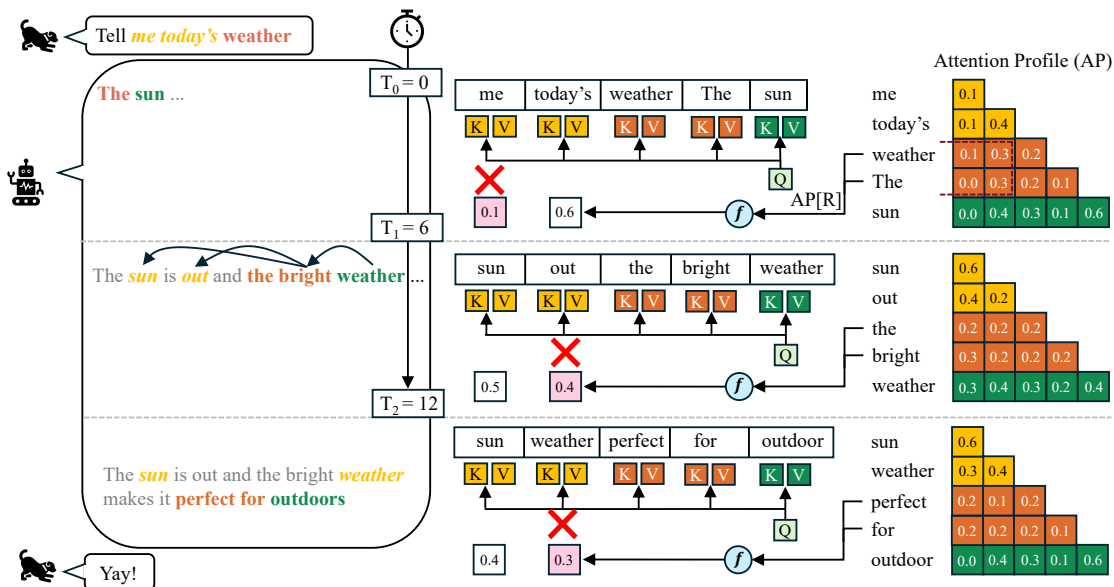 Tell me today's weather
The sun ...
T0 = 0
T1 = 6
The sun is out and the bright weather ...
T2 = 12
The sun is out and the bright weather
makes it perfect for outdoors
Yay!
me today's weather The sun
K V K V K V K V K V
Q
0.1 0.6 f AP[R]
sun out the bright weather
K V K V K V K V K V
Q
0.5 0.4 f
sun weather perfect for outdoor
K V K V K V K V K V
Q
0.4 0.3 f
Attention Profile (AP)
me 0.1
today's 0.1 0.4
weather 0.1 0.3 0.2
The 0.0 0.3 0.2 0.1
sun 0.0 0.4 0.3 0.1 0.6
sun 0.6
out 0.4 0.2
the 0.2 0.2 0.2
bright 0.3 0.2 0.2 0.2
weather 0.3 0.4 0.3 0.2 0.4
sun 0.6
weather 0.3 0.4
perfect 0.2 0.1 0.2
for 0.2 0.2 0.2 0.1
outdoor 0.0 0.4 0.3 0.1 0.6